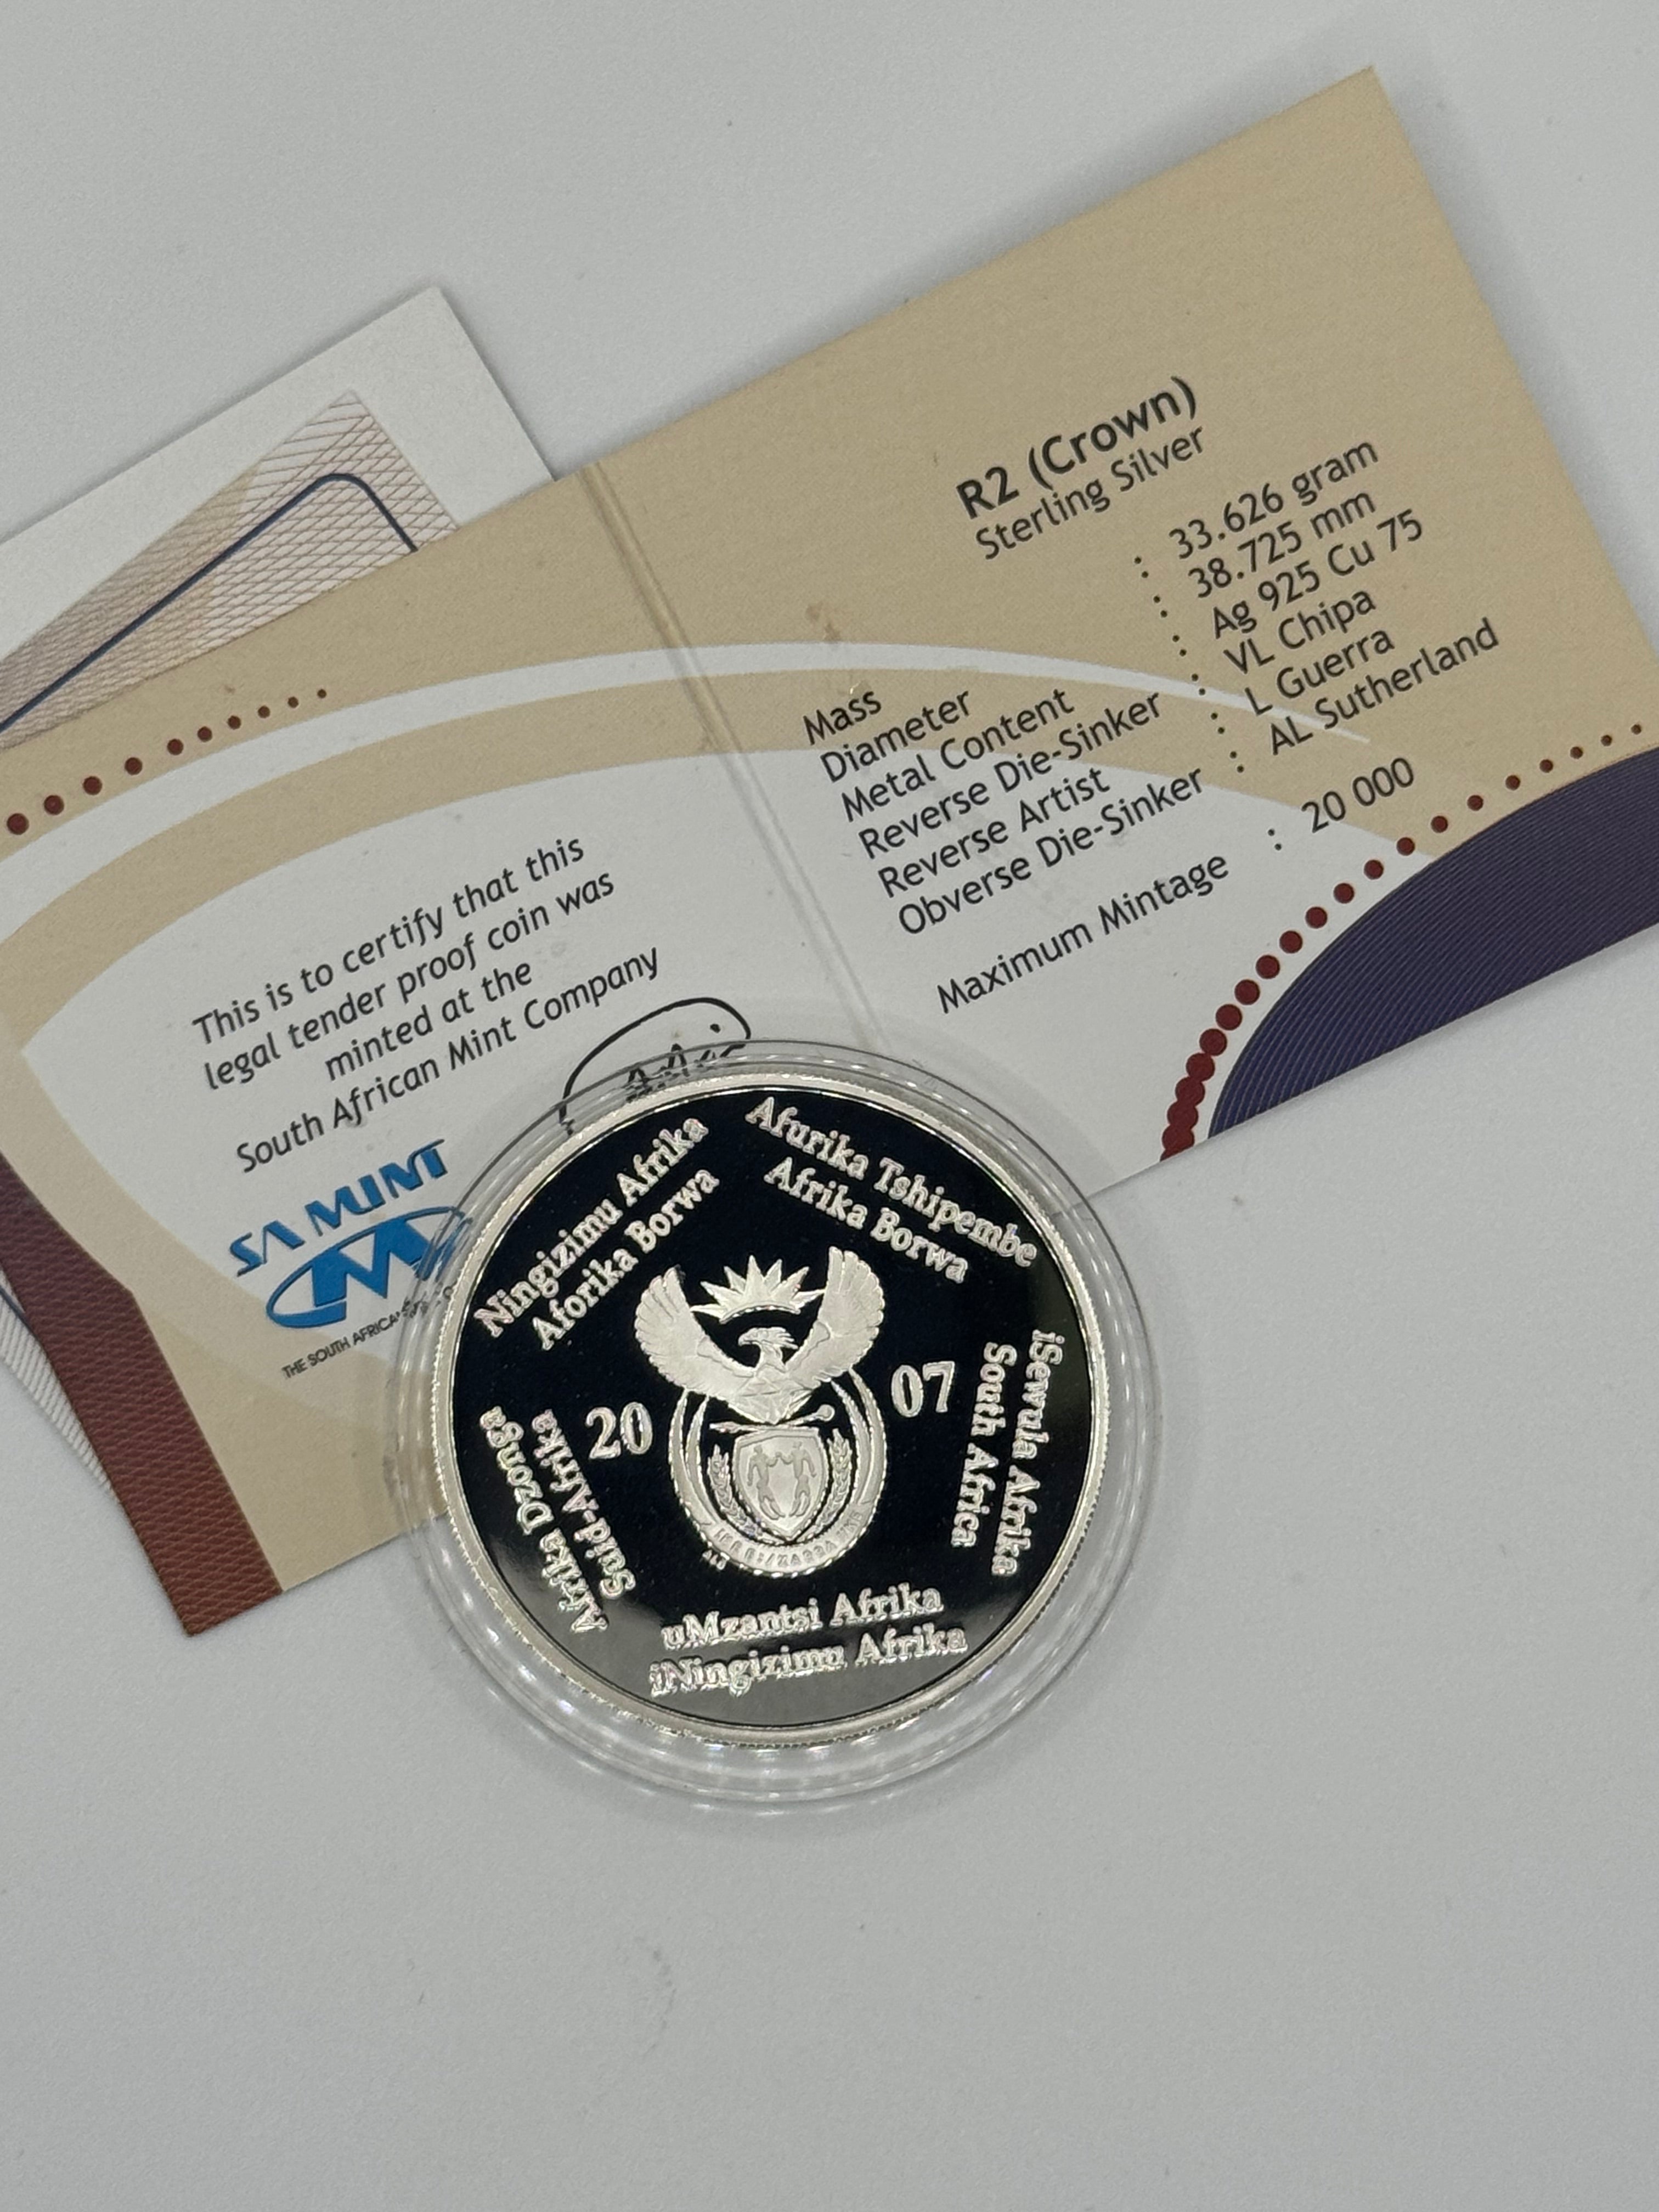 R2 (Crown)
Sterling Silver
Mass : 33.626 gram
Diameter : 38.725 mm
Metal Content : Ag 925 Cu 75
Reverse Die-Sinker : VL Chipa
Reverse Artist : L Guerra
Obverse Die-Sinker : AL Sutherland
Maximum Mintage : 20 000
This is to certify that this
legal tender proof coin was
minted at the
South African Mint Company
SA MINT
THE SOUTH AFRICA
Ningizimu Afrika
Aforika Borwa
Afurika Tshipembe
Afrika Borwa
iSewula Afrika
South Africa
uMzantsi Afrika
iNingizimu Afrika
Afrika Dzonga
Suid-Afrika
20 07